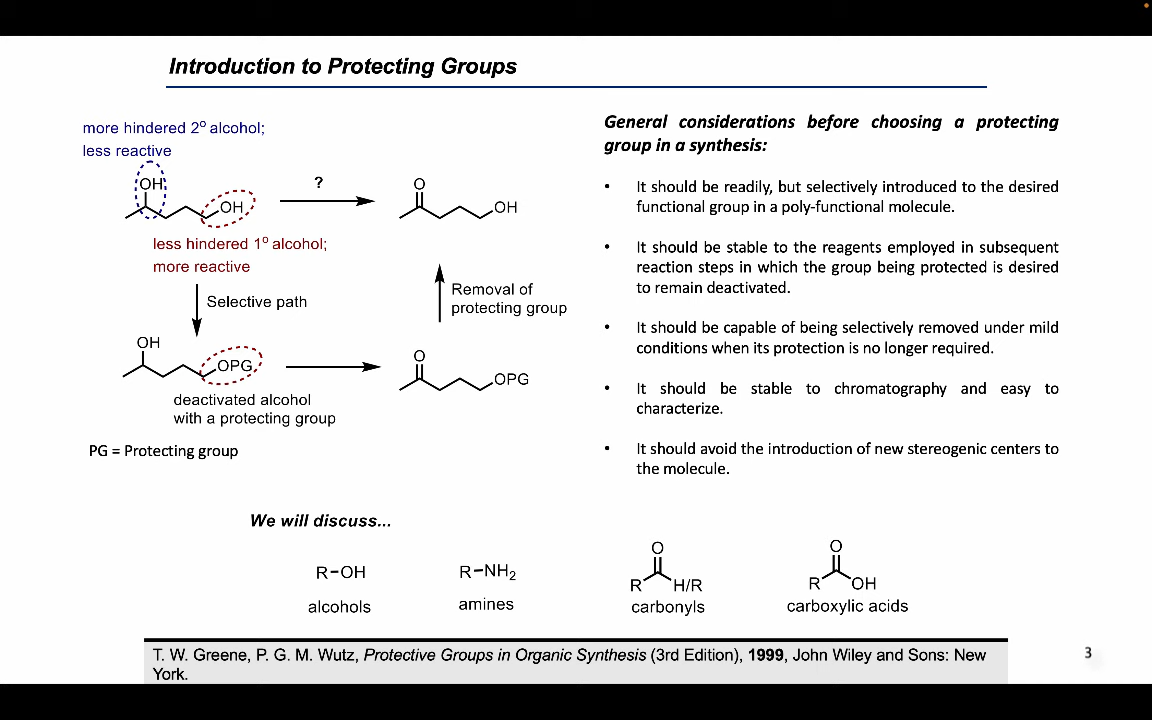 Introduction to Protecting Groups
more hindered 2º alcohol;
less reactive
OH
OH
less hindered 1º alcohol;
more reactive
?
O
OH
Selective path
Removal of
protecting group
OH
OPG
deactivated alcohol
with a protecting group
O
OPG
PG = Protecting group
General considerations before choosing a protecting
group in a synthesis:
• It should be readily, but selectively introduced to the desired
functional group in a poly-functional molecule.
• It should be stable to the reagents employed in subsequent
reaction steps in which the group being protected is desired
to remain deactivated.
• It should be capable of being selectively removed under mild
conditions when its protection is no longer required.
• It should be stable to chromatography and easy to
characterize.
• It should avoid the introduction of new stereogenic centers to
the molecule.
We will discuss...
R-OH
alcohols
R-NH₂
amines
O
R H/R
carbonyls
O
R OH
carboxylic acids
T. W. Greene, P. G. M. Wutz, Protective Groups in Organic Synthesis (3rd Edition), 1999, John Wiley and Sons: New
York.
3